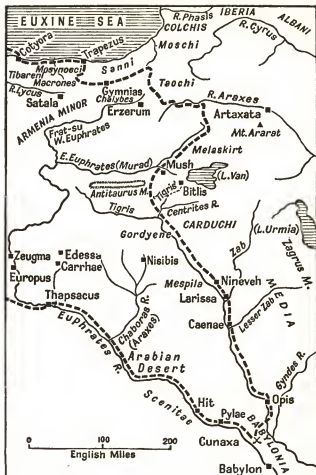 EUXINE SEA
IBERIA
R. Phasis
COLCHIS
ALBANI
R. Cyrus
Cotyora
Trapezus
Moschi
Mosynoeci
Sanni
Tibareni
Macrones
Taochi
R. Lycus
Gymnias
Satala
Chalybes
R. Araxes
Erzerum
Artaxata
ARMENIA MINOR
Mt. Ararat
Frat-su
W. Euphrates
Melaskirt
E. Euphrates (Murad)
Mush
(L. Van)
Tigris
Bitlis
Antitaurus M.
Tigris
Centrites R.
CARDUCHI
Gordyene
(L. Urmia)
Zab
Zagrus M.
Zeugma
Edessa
Nisibis
Carrhae
Europus
Mespila
Nineveh
Larissa
MEDIA
Thapsacus
Chaboras R.
(Araxes)
Caenae
Lesser Zab
Euphrates R.
Arabian
Desert
Gyndes R.
Scenitae
Opis
Hit
Pylae
BABYLONIA
Cunaxa
Babylon
0 100 200
English Miles